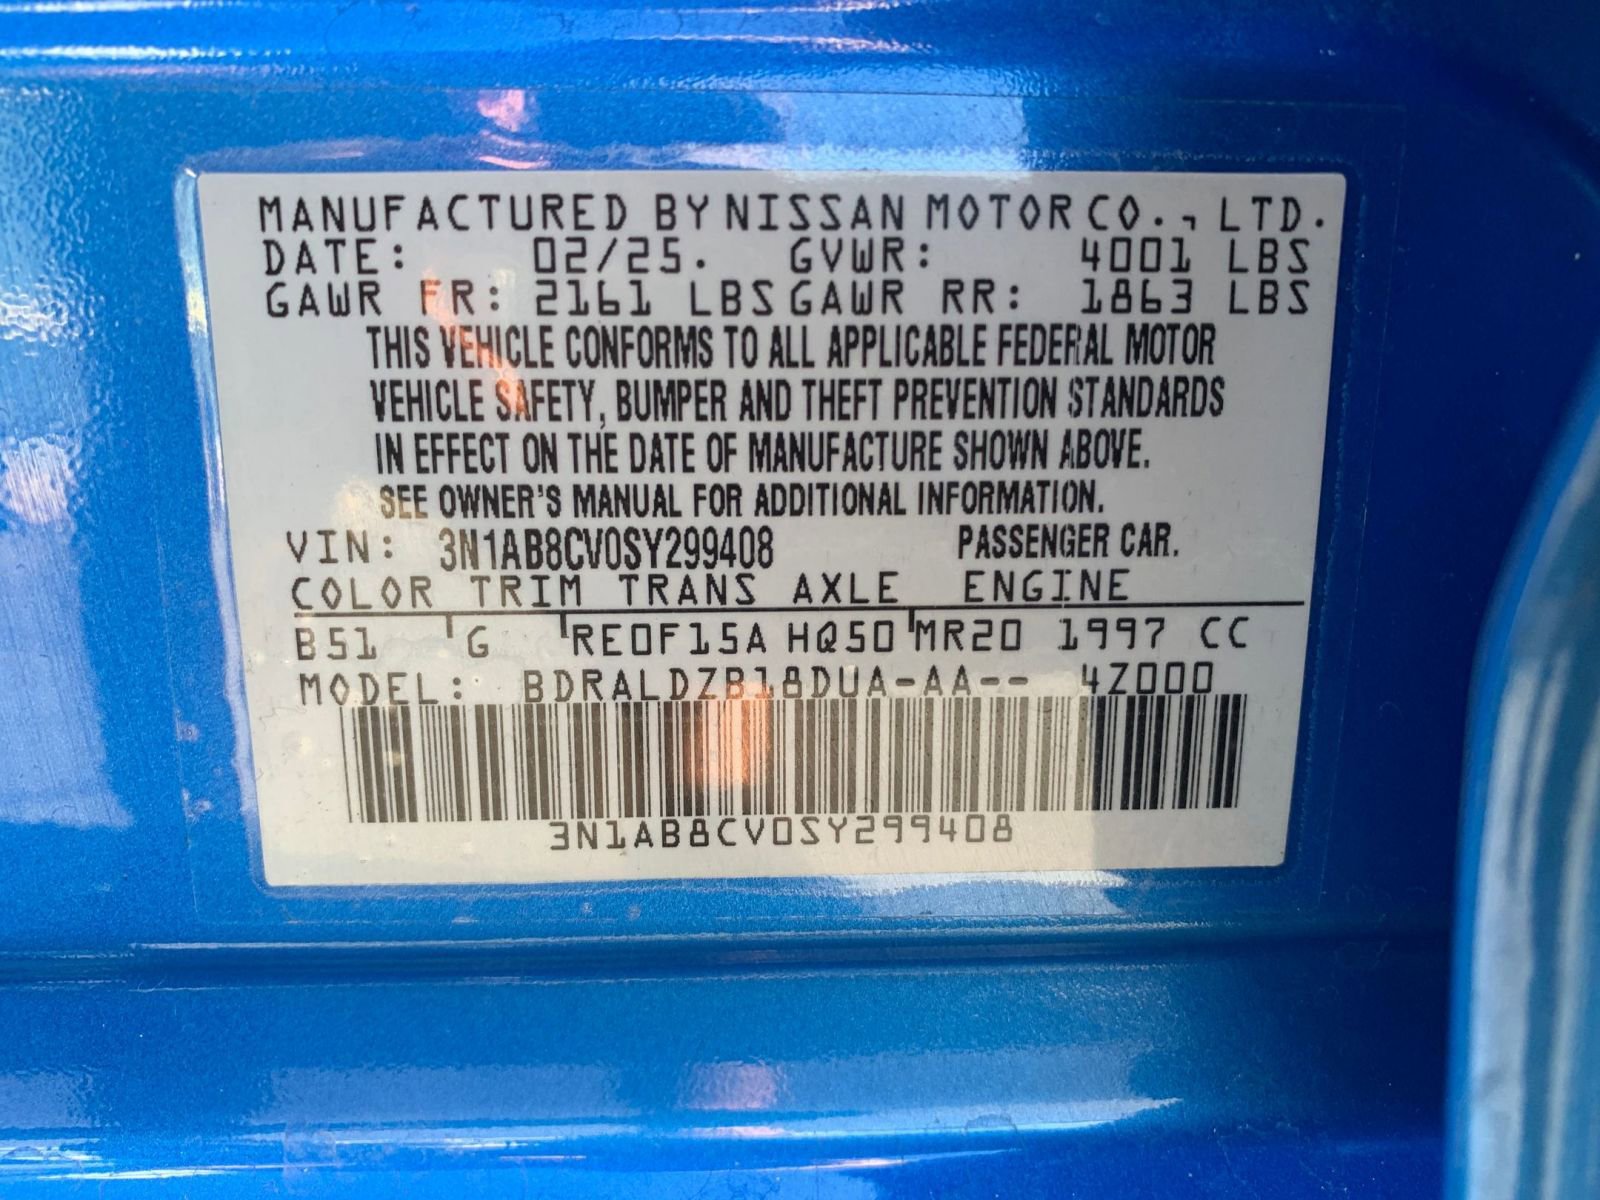 MANUFACTURED BY NISSAN MOTOR CO., LTD.
DATE: 02/25. GVWR: 4001 LBS
GAWR FR: 2161 LBS GAWR RR: 1863 LBS
THIS VEHICLE CONFORMS TO ALL APPLICABLE FEDERAL MOTOR
VEHICLE SAFETY, BUMPER AND THEFT PREVENTION STANDARDS
IN EFFECT ON THE DATE OF MANUFACTURE SHOWN ABOVE.
SEE OWNER'S MANUAL FOR ADDITIONAL INFORMATION.
VIN: 3N1AB8CV0SY299408 PASSENGER CAR.
COLOR TRIM TRANS AXLE ENGINE
B51 G RE0F15A HQ50 MR20 1997 CC
MODEL: BDRALDZB18DUA-AA-- 4Z000
3N1AB8CV0SY299408